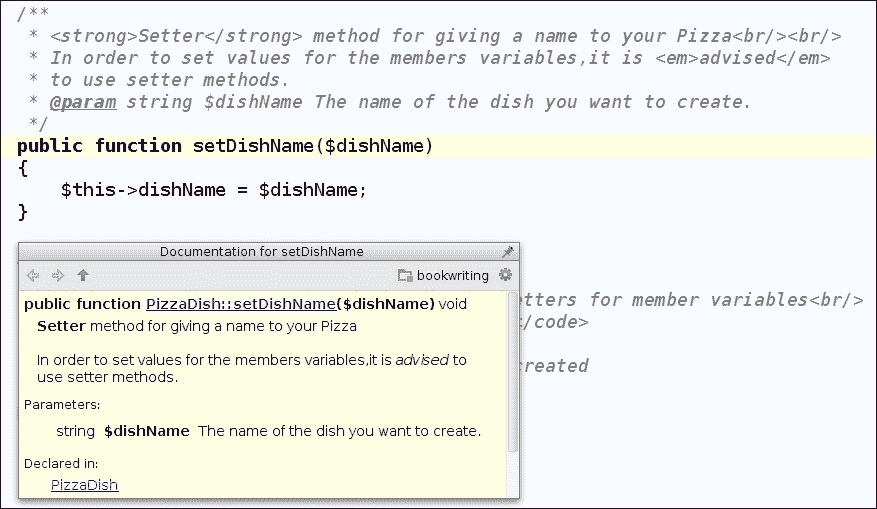 /**
 * <strong>Setter</strong> method for giving a name to your Pizza<br/><br/>
 * In order to set values for the members variables,it is <em>advised</em>
 * to use setter methods.
 * @param string $dishName The name of the dish you want to create.
 */
public function setDishName($dishName)
{
    $this->dishName = $dishName;
}
Documentation for setDishName
bookwriting
public function PizzaDish::setDishName($dishName) void
Setter method for giving a name to your Pizza
In order to set values for the members variables,it is advised to
use setter methods.
Parameters:
string $dishName The name of the dish you want to create.
Declared in:
PizzaDish
etters for member variables<br/>
/code>
created